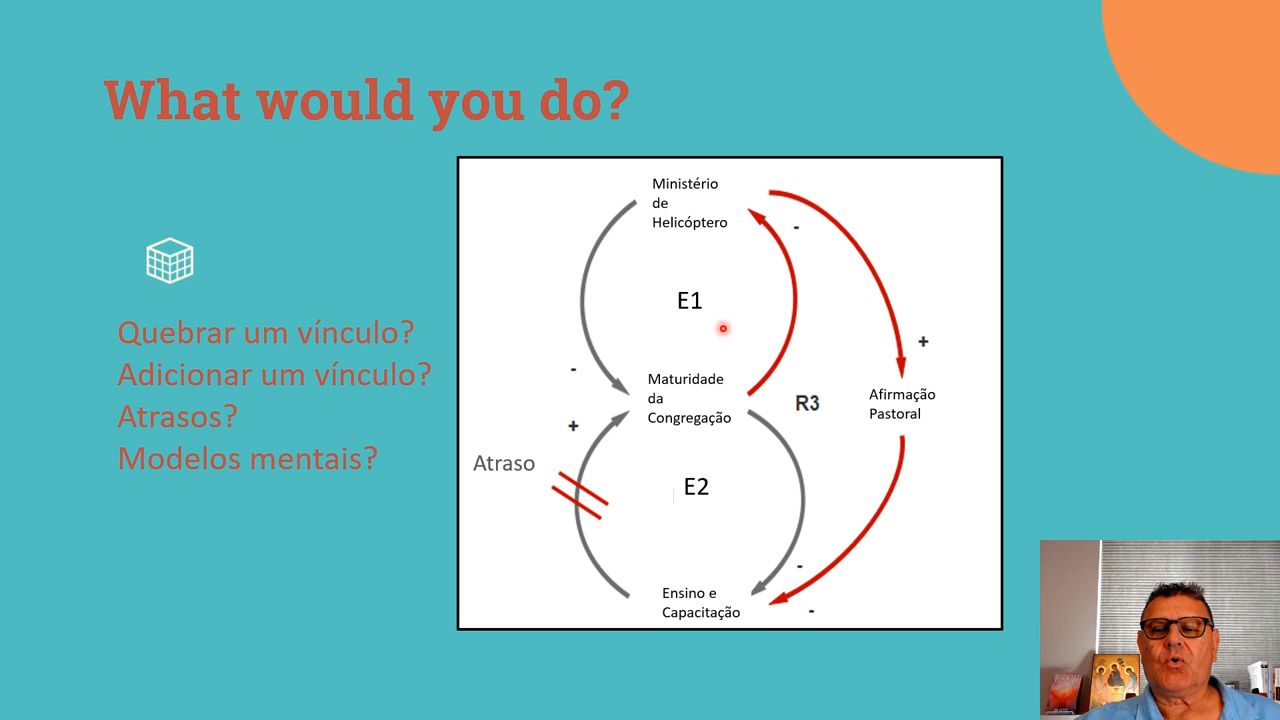 What would you do?
Quebrar um vínculo?
Adicionar um vínculo?
Atrasos?
Modelos mentais?
Ministério
de
Helicóptero
-
E1
+
-
Maturidade
da
Congregação
R3
Afirmação
Pastoral
+
Atraso
E2
-
Ensino e
Capacitação
-